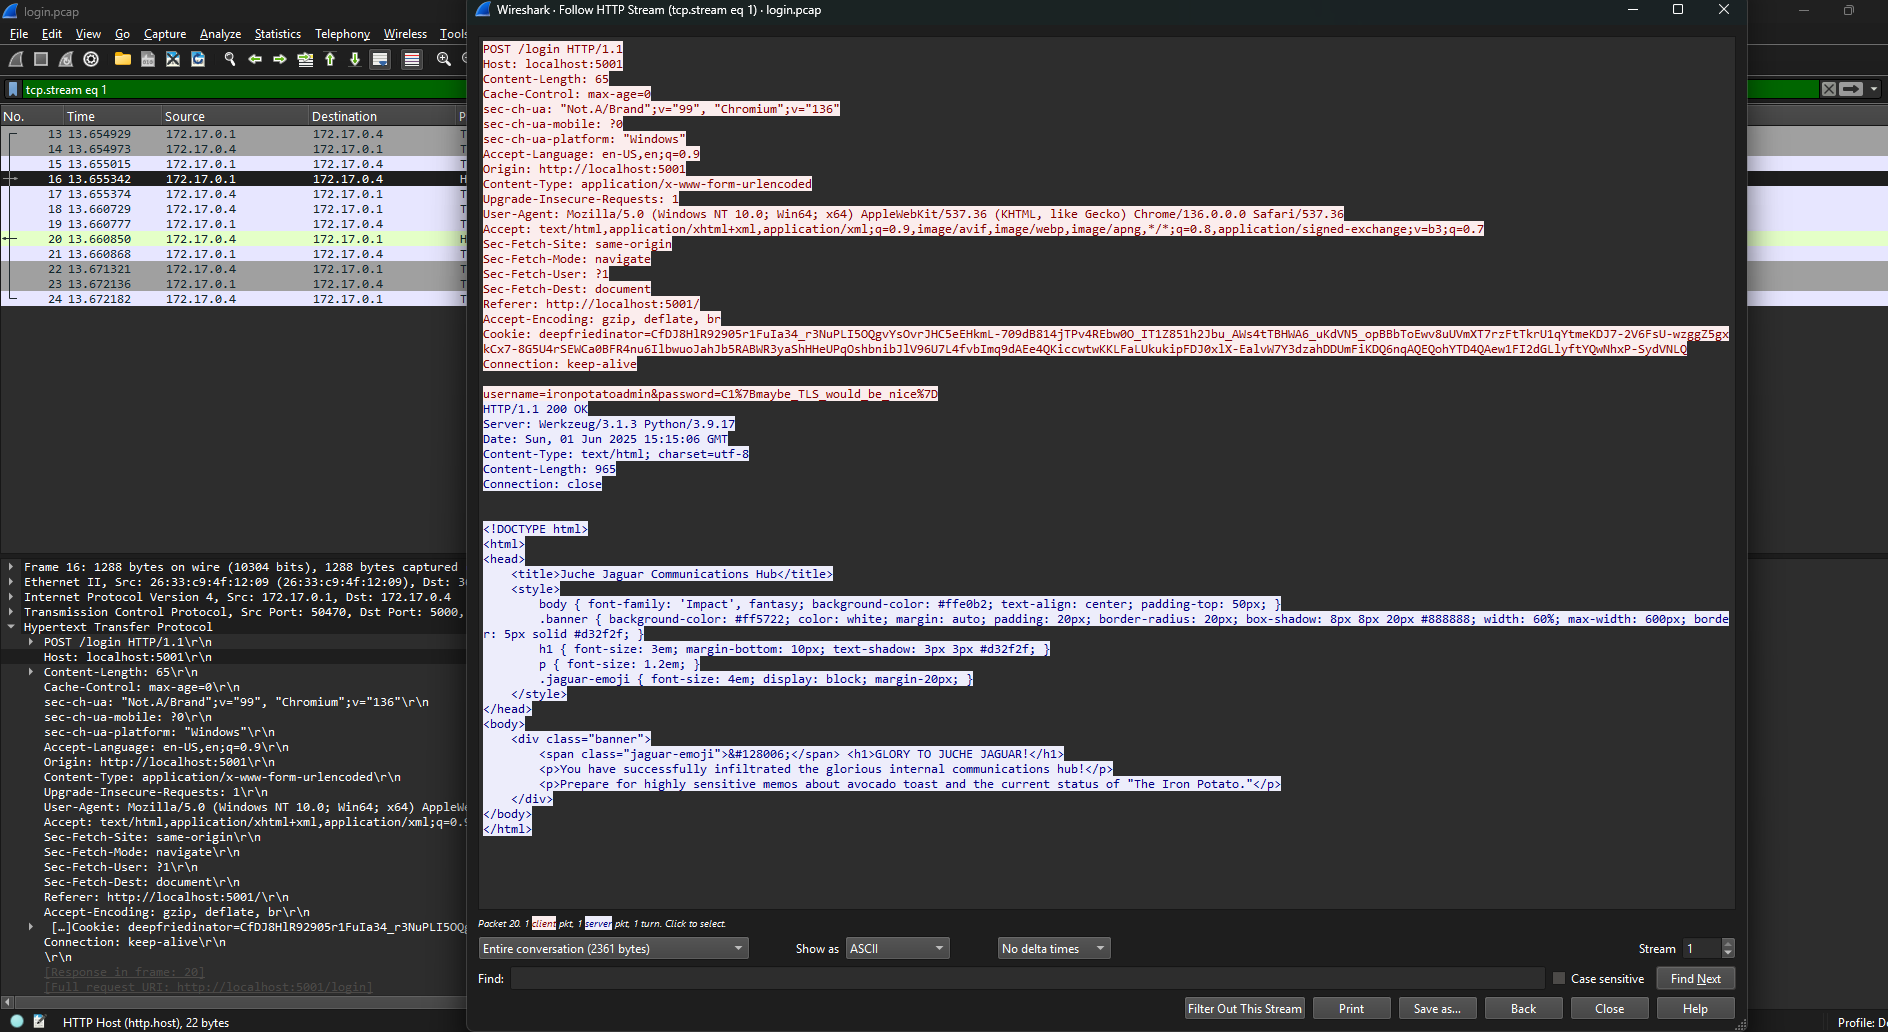 login.pcap
File Edit View Go Capture Analyze Statistics Telephony Wireless Tools
tcp.stream eq 1
No. Time Source Destination P
13 13.654929 172.17.0.1 172.17.0.4 T
14 13.654973 172.17.0.4 172.17.0.1 T
15 13.655015 172.17.0.1 172.17.0.4 T
16 13.655342 172.17.0.1 172.17.0.4 H
17 13.655374 172.17.0.4 172.17.0.1 T
18 13.660729 172.17.0.4 172.17.0.1 T
19 13.660777 172.17.0.1 172.17.0.4 T
20 13.660850 172.17.0.4 172.17.0.1 H
21 13.660868 172.17.0.1 172.17.0.4 T
22 13.671321 172.17.0.4 172.17.0.1 T
23 13.672136 172.17.0.1 172.17.0.4 T
24 13.672182 172.17.0.4 172.17.0.1 T
Frame 16: 1288 bytes on wire (10304 bits), 1288 bytes captured
Ethernet II, Src: 26:33:c9:4f:12:09 (26:33:c9:4f:12:09), Dst: 3
Internet Protocol Version 4, Src: 172.17.0.1, Dst: 172.17.0.4
Transmission Control Protocol, Src Port: 50470, Dst Port: 5000,
Hypertext Transfer Protocol
POST /login HTTP/1.1\r\n
Host: localhost:5001\r\n
Content-Length: 65\r\n
Cache-Control: max-age=0\r\n
sec-ch-ua: "Not.A/Brand";v="99", "Chromium";v="136"\r\n
sec-ch-ua-mobile: ?0\r\n
sec-ch-ua-platform: "Windows"\r\n
Accept-Language: en-US,en;q=0.9\r\n
Origin: http://localhost:5001\r\n
Content-Type: application/x-www-form-urlencoded\r\n
Upgrade-Insecure-Requests: 1\r\n
User-Agent: Mozilla/5.0 (Windows NT 10.0; Win64; x64) AppleWe
Accept: text/html,application/xhtml+xml,application/xml;q=0.9
Sec-Fetch-Site: same-origin\r\n
Sec-Fetch-Mode: navigate\r\n
Sec-Fetch-User: ?1\r\n
Sec-Fetch-Dest: document\r\n
Referer: http://localhost:5001/\r\n
Accept-Encoding: gzip, deflate, br\r\n
[…]Cookie: deepfriedinator=CfDJ8HlR92905r1FuIa34_r3NuPLI5OQg
Connection: keep-alive\r\n
\r\n
[Response in frame: 20]
[Full request URI: http://localhost:5001/login]
HTTP Host (http.host), 22 bytes
Profile: D
Wireshark · Follow HTTP Stream (tcp.stream eq 1) · login.pcap
POST /login HTTP/1.1
Host: localhost:5001
Content-Length: 65
Cache-Control: max-age=0
sec-ch-ua: "Not.A/Brand";v="99", "Chromium";v="136"
sec-ch-ua-mobile: ?0
sec-ch-ua-platform: "Windows"
Accept-Language: en-US,en;q=0.9
Origin: http://localhost:5001
Content-Type: application/x-www-form-urlencoded
Upgrade-Insecure-Requests: 1
User-Agent: Mozilla/5.0 (Windows NT 10.0; Win64; x64) AppleWebKit/537.36 (KHTML, like Gecko) Chrome/136.0.0.0 Safari/537.36
Accept: text/html,application/xhtml+xml,application/xml;q=0.9,image/avif,image/webp,image/apng,*/*;q=0.8,application/signed-exchange;v=b3;q=0.7
Sec-Fetch-Site: same-origin
Sec-Fetch-Mode: navigate
Sec-Fetch-User: ?1
Sec-Fetch-Dest: document
Referer: http://localhost:5001/
Accept-Encoding: gzip, deflate, br
Cookie: deepfriedinator=CfDJ8HlR92905r1FuIa34_r3NuPLI5OQgvYsOvrJHC5eEHkmL-709dB814jTPv4REbw0O_IT1Z851h2Jbu_AWs4tTBHWA6_uKdVN5_opBBbToEwv8uUVmXT7rzFtTkrU1qYtmeKDJ7-2V6FsU-wzggZ5gx
kCx7-8G5U4rSEWCa0BFR4nu6IlbwuoJahJb5RABWR3yaShHHeUPqOshbnibJlV96U7L4fvbImq9dAEe4QKiccwtwKKLFaLUkukipFDJ0xlX-EalvW7Y3dzahDDUmFiKDQ6nqAQEQohYTD4QAew1FI2dGLlyftYQwNhxP-SydVNLQ
Connection: keep-alive
username=ironpotatoadmin&password=C1%7Bmaybe_TLS_would_be_nice%7D
HTTP/1.1 200 OK
Server: Werkzeug/3.1.3 Python/3.9.17
Date: Sun, 01 Jun 2025 15:15:06 GMT
Content-Type: text/html; charset=utf-8
Content-Length: 965
Connection: close
<!DOCTYPE html>
<html>
<head>
<title>Juche Jaguar Communications Hub</title>
<style>
body { font-family: 'Impact', fantasy; background-color: #ffe0b2; text-align: center; padding-top: 50px; }
.banner { background-color: #ff5722; color: white; margin: auto; padding: 20px; border-radius: 20px; box-shadow: 8px 8px 20px #888888; width: 60%; max-width: 600px; borde
r: 5px solid #d32f2f; }
h1 { font-size: 3em; margin-bottom: 10px; text-shadow: 3px 3px #d32f2f; }
p { font-size: 1.2em; }
.jaguar-emoji { font-size: 4em; display: block; margin-20px; }
</style>
</head>
<body>
<div class="banner">
<span class="jaguar-emoji">&#128006;</span> <h1>GLORY TO JUCHE JAGUAR!</h1>
<p>You have successfully infiltrated the glorious internal communications hub!</p>
<p>Prepare for highly sensitive memos about avocado toast and the current status of "The Iron Potato."</p>
</div>
</body>
</html>
Packet 20. 1 client pkt, 1 server pkt, 1 turn. Click to select.
Entire conversation (2361 bytes) Show as ASCII No delta times Stream 1
Find: Case sensitive Find Next
Filter Out This Stream Print Save as... Back Close Help